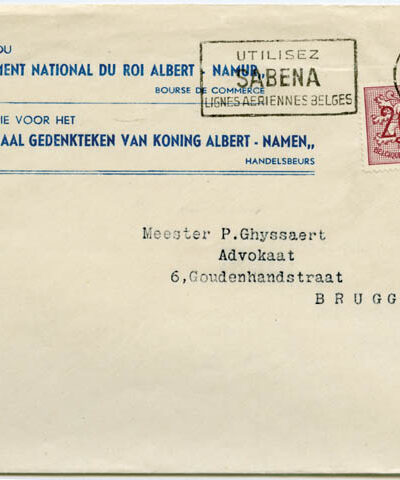 DU
MENT NATIONAL DU ROI ALBERT - NAMUR„
BOURSE DE COMMERCE
IE VOOR HET
AAL GEDENKTEKEN VAN KONING ALBERT - NAMEN„
HANDELSBEURS
UTILISEZ
SABENA
LIGNES AERIENNES BELGES
2
Meester P.Ghyssaert
Advokaat
6,Goudenhandstraat
BRUGG